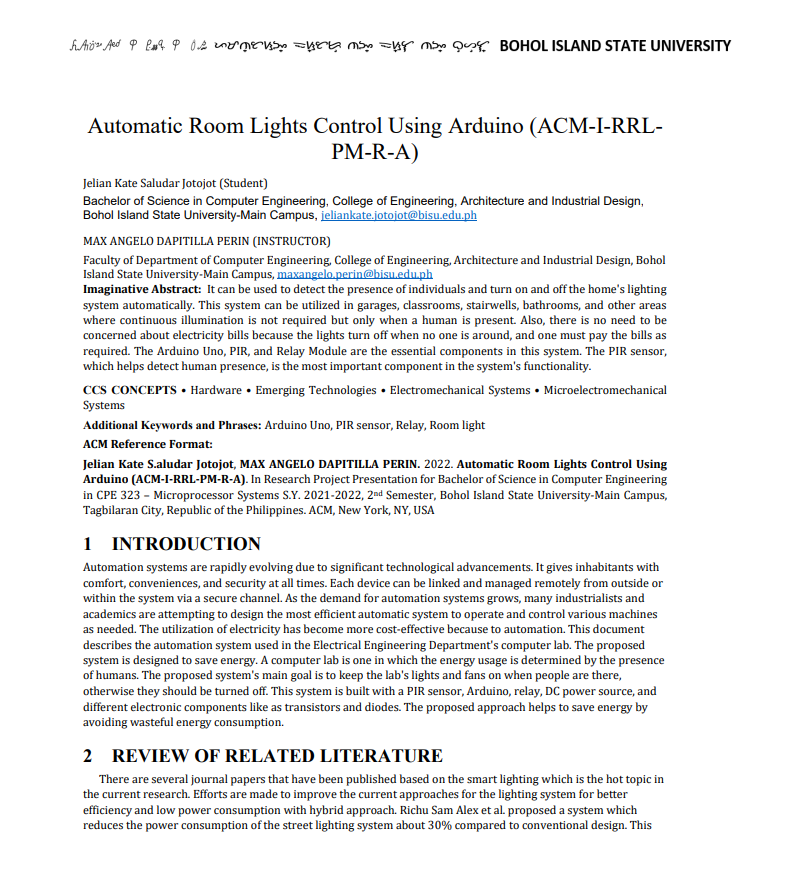 BOHOL ISLAND STATE UNIVERSITY
Automatic Room Lights Control Using Arduino (ACM-I-RRL-
PM-R-A)
Jelian Kate Saludar Jotojot (Student)
Bachelor of Science in Computer Engineering, College of Engineering, Architecture and Industrial Design,
Bohol Island State University-Main Campus, jeliankate.jotojot@bisu.edu.ph
MAX ANGELO DAPITILLA PERIN (INSTRUCTOR)
Faculty of Department of Computer Engineering, College of Engineering, Architecture and Industrial Design, Bohol
Island State University-Main Campus, maxangelo.perin@bisu.edu.ph
Imaginative Abstract: It can be used to detect the presence of individuals and turn on and off the home's lighting
system automatically. This system can be utilized in garages, classrooms, stairwells, bathrooms, and other areas
where continuous illumination is not required but only when a human is present. Also, there is no need to be
concerned about electricity bills because the lights turn off when no one is around, and one must pay the bills as
required. The Arduino Uno, PIR, and Relay Module are the essential components in this system. The PIR sensor,
which helps detect human presence, is the most important component in the system's functionality.
CCS CONCEPTS • Hardware • Emerging Technologies • Electromechanical Systems • Microelectromechanical
Systems
Additional Keywords and Phrases: Arduino Uno, PIR sensor, Relay, Room light
ACM Reference Format:
Jelian Kate S.aludar Jotojot, MAX ANGELO DAPITILLA PERIN. 2022. Automatic Room Lights Control Using
Arduino (ACM-I-RRL-PM-R-A). In Research Project Presentation for Bachelor of Science in Computer Engineering
in CPE 323 – Microprocessor Systems S.Y. 2021-2022, 2nd Semester, Bohol Island State University-Main Campus,
Tagbilaran City, Republic of the Philippines. ACM, New York, NY, USA
1 INTRODUCTION
Automation systems are rapidly evolving due to significant technological advancements. It gives inhabitants with
comfort, conveniences, and security at all times. Each device can be linked and managed remotely from outside or
within the system via a secure channel. As the demand for automation systems grows, many industrialists and
academics are attempting to design the most efficient automatic system to operate and control various machines
as needed. The utilization of electricity has become more cost-effective because to automation. This document
describes the automation system used in the Electrical Engineering Department's computer lab. The proposed
system is designed to save energy. A computer lab is one in which the energy usage is determined by the presence
of humans. The proposed system's main goal is to keep the lab's lights and fans on when people are there,
otherwise they should be turned off. This system is built with a PIR sensor, Arduino, relay, DC power source, and
different electronic components like as transistors and diodes. The proposed approach helps to save energy by
avoiding wasteful energy consumption.
2 REVIEW OF RELATED LITERATURE
There are several journal papers that have been published based on the smart lighting which is the hot topic in
the current research. Efforts are made to improve the current approaches for the lighting system for better
efficiency and low power consumption with hybrid approach. Richu Sam Alex et al. proposed a system which
reduces the power consumption of the street lighting system about 30% compared to conventional design. This